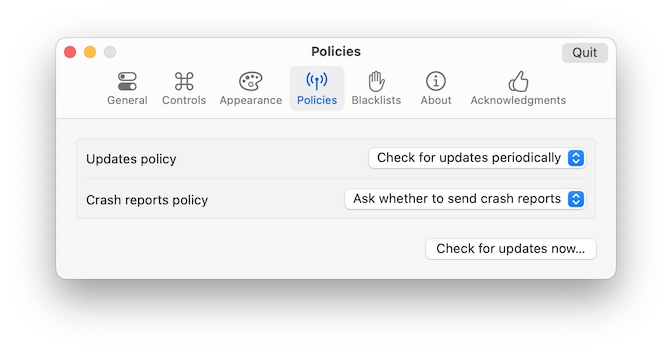 Policies
Quit
General
Controls
Appearance
Policies
Blacklists
About
Acknowledgments
Updates policy
Check for updates periodically
Crash reports policy
Ask whether to send crash reports
Check for updates now...